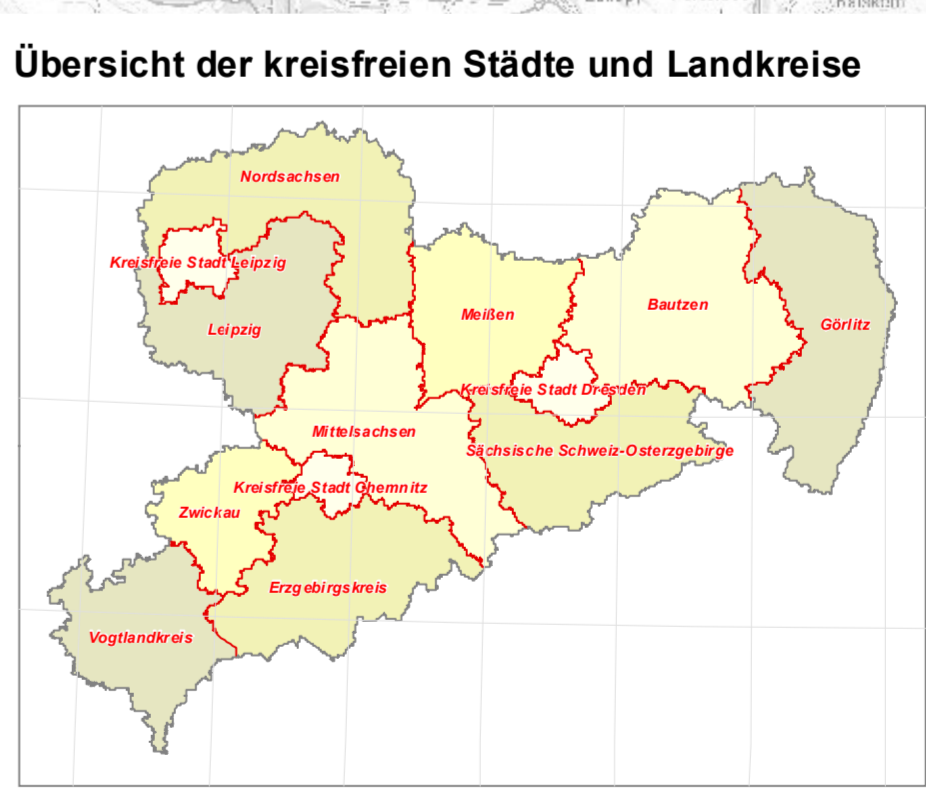 Übersicht der kreisfreien Städte und Landkreise
Nordsachsen
Kreisfreie Stadt Leipzig
Leipzig
Meißen
Bautzen
Görlitz
Kreisfreie Stadt Dresden
Mittelsachsen
Sächsische Schweiz-Osterzgebirge
Kreisfreie Stadt Chemnitz
Zwickau
Erzgebirgskreis
Vogtlandkreis